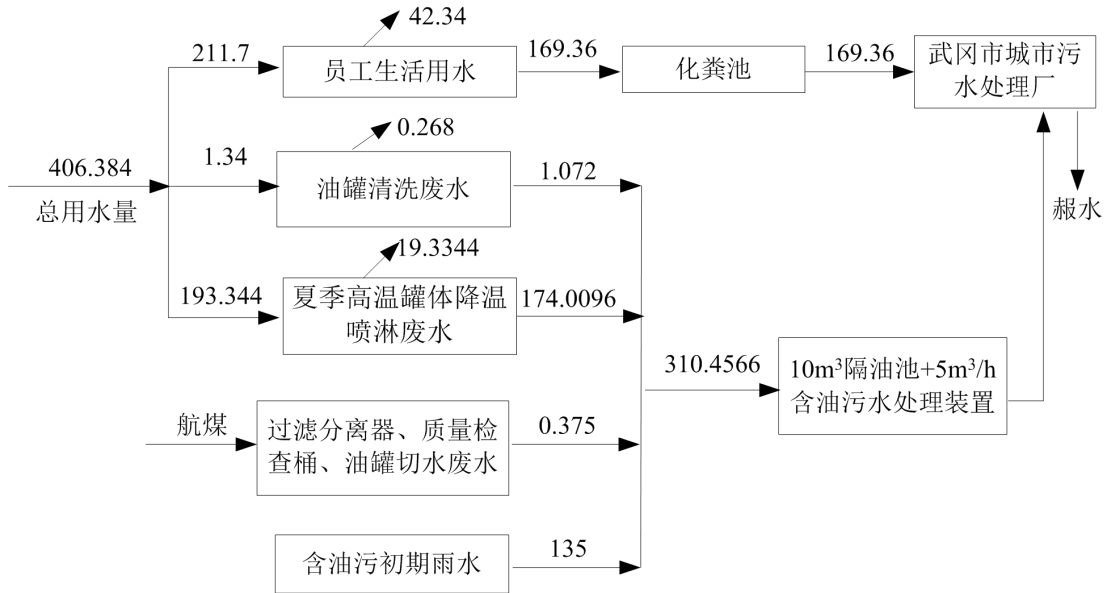 42.34
211.7
员工生活用水
169.36
化粪池
169.36
武冈市城市污
水处理厂
0.268
406.384
总用水量
1.34
油罐清洗废水
1.072
赧水
19.3344
193.344
夏季高温罐体降温
喷淋废水
174.0096
310.4566
10m³隔油池+5m³/h
含油污水处理装置
航煤
过滤分离器、质量检
查桶、油罐切水废水
0.375
含油污初期雨水
135